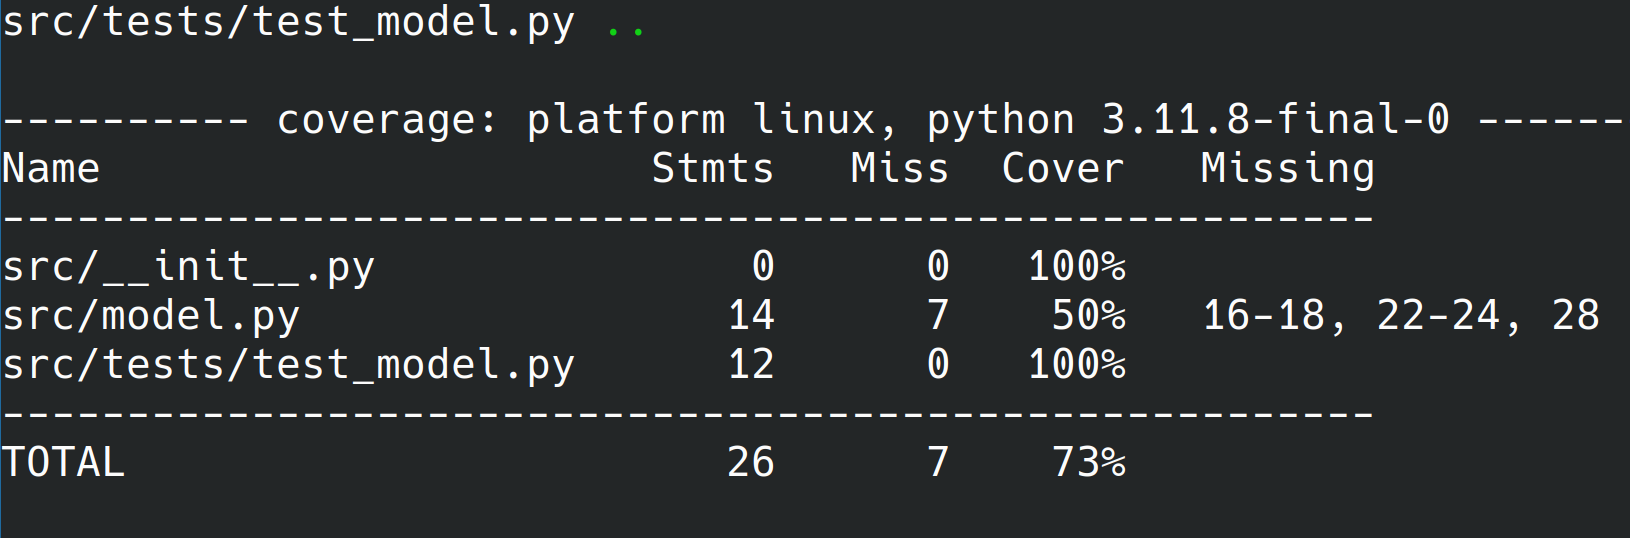 src/tests/test_model.py ..
---------- coverage: platform linux, python 3.11.8-final-0 ------
Name                      Stmts   Miss  Cover   Missing
-------------------------------------------------------
src/__init__.py               0      0   100%
src/model.py                 14      7    50%   16-18, 22-24, 28
src/tests/test_model.py      12      0   100%
-------------------------------------------------------
TOTAL                        26      7    73%